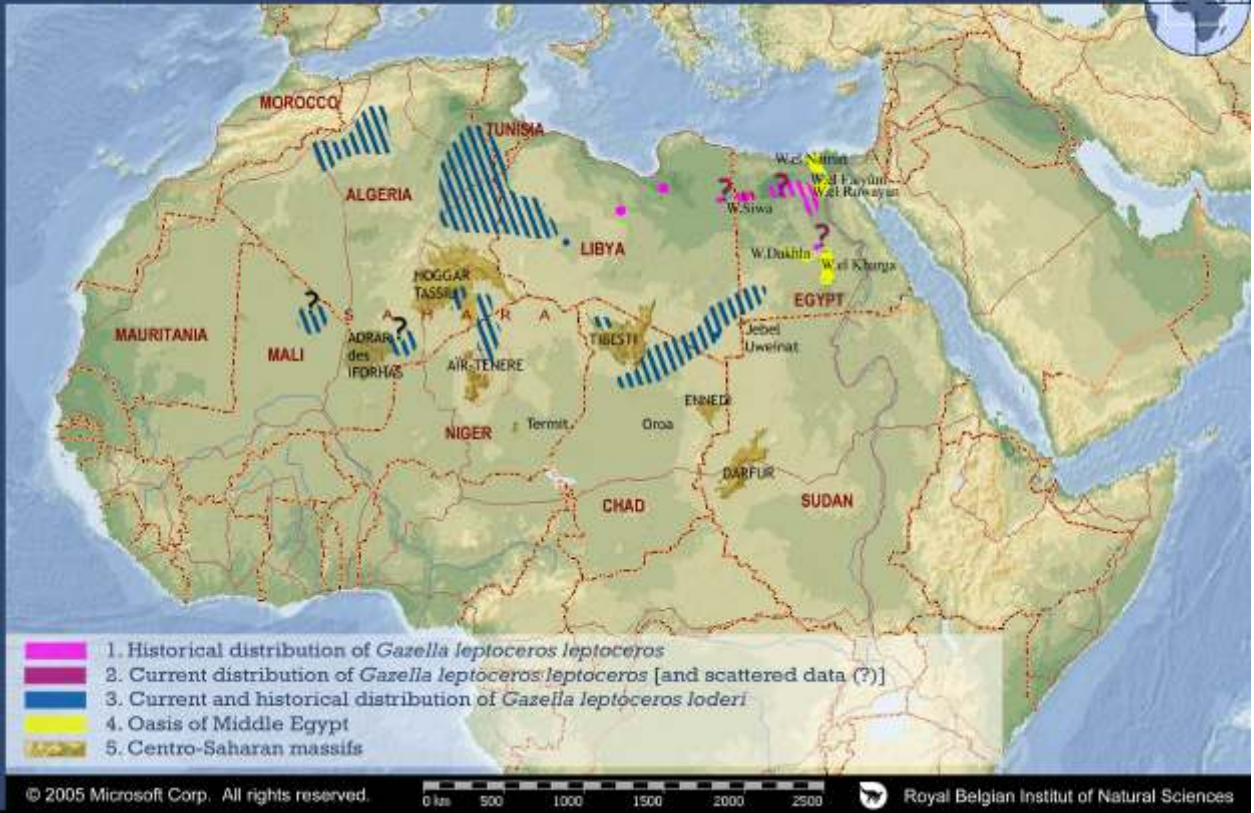 MOROCCO
TUNISIA
W.el Natrun
W.el Faiyûm
W.el Ruwayan
?
?
ALGERIA
W.Siwa
?
LIBYA
W.Dakhla
W.el Kharga
HOGGAR
TASSILI
?
EGYPT
S A H A R A
MAURITANIA
?
ADRAR
des
IFORHAS
MALI
TIBESTI
Jebel
Uweinat
AÏR-TENERE
ENNEDI
NIGER
Termit
Oroa
DARFUR
CHAD
SUDAN
1. Historical distribution of Gazella leptoceros leptoceros
2. Current distribution of Gazella leptoceros leptoceros [and scattered data (?)]
3. Current and historical distribution of Gazella leptoceros loderi
4. Oasis of Middle Egypt
5. Centro-Saharan massifs
© 2005 Microsoft Corp. All rights reserved.
0 km 500 1000 1500 2000 2500
Royal Belgian Institut of Natural Sciences